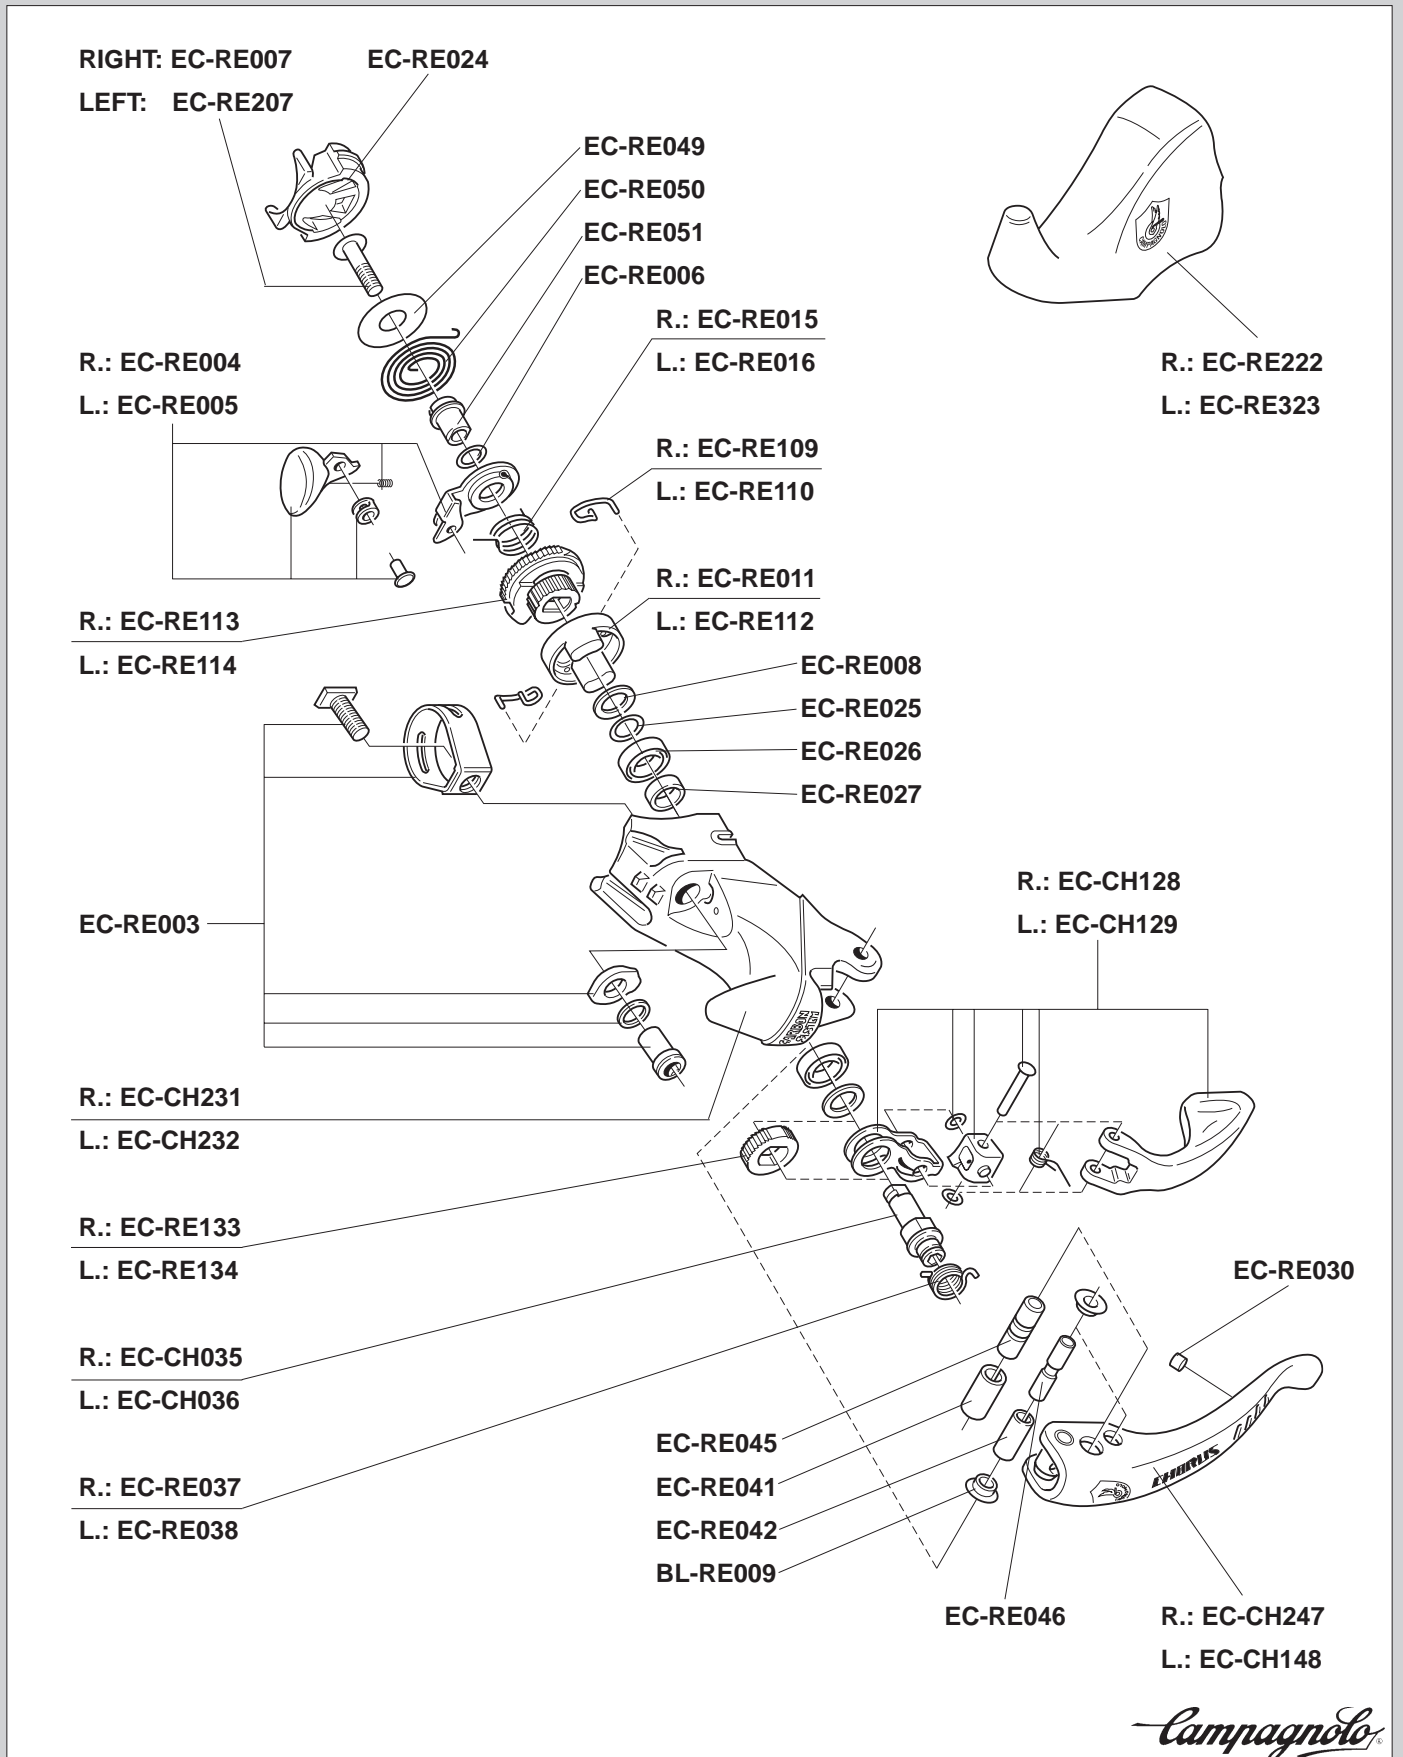 RIGHT: EC-RE007
LEFT: EC-RE207
EC-RE024
EC-RE049
EC-RE050
EC-RE051
EC-RE006
R.: EC-RE015
L.: EC-RE016
R.: EC-RE004
L.: EC-RE005
R.: EC-RE222
L.: EC-RE323
R.: EC-RE109
L.: EC-RE110
R.: EC-RE011
L.: EC-RE112
R.: EC-RE113
L.: EC-RE114
EC-RE008
EC-RE025
EC-RE026
EC-RE027
R.: EC-CH128
L.: EC-CH129
EC-RE003
R.: EC-CH231
L.: EC-CH232
R.: EC-RE133
L.: EC-RE134
EC-RE030
R.: EC-CH035
L.: EC-CH036
EC-RE045
EC-RE041
R.: EC-RE037
L.: EC-RE038
EC-RE042
BL-RE009
EC-RE046
CHORUS
R.: EC-CH247
L.: EC-CH148
Campagnolo